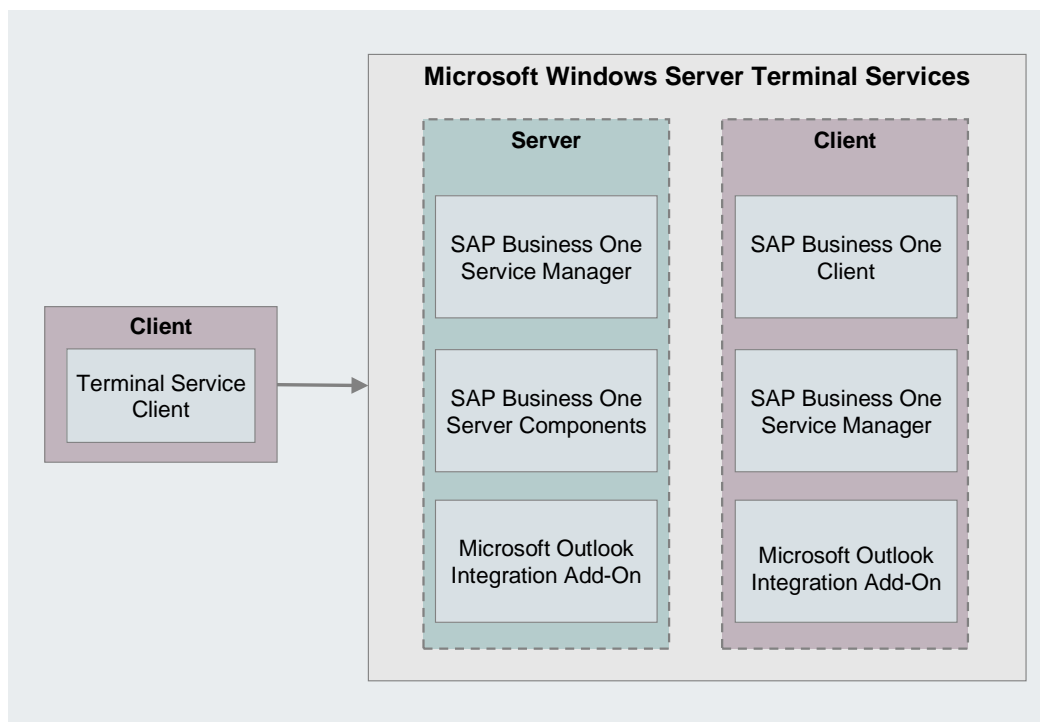 Microsoft Windows Server Terminal Services
Server
SAP Business One
Service Manager
SAP Business One
Server Components
Microsoft Outlook
Integration Add-On
Client
SAP Business One
Client
SAP Business One
Service Manager
Microsoft Outlook
Integration Add-On
Client
Terminal Service
Client